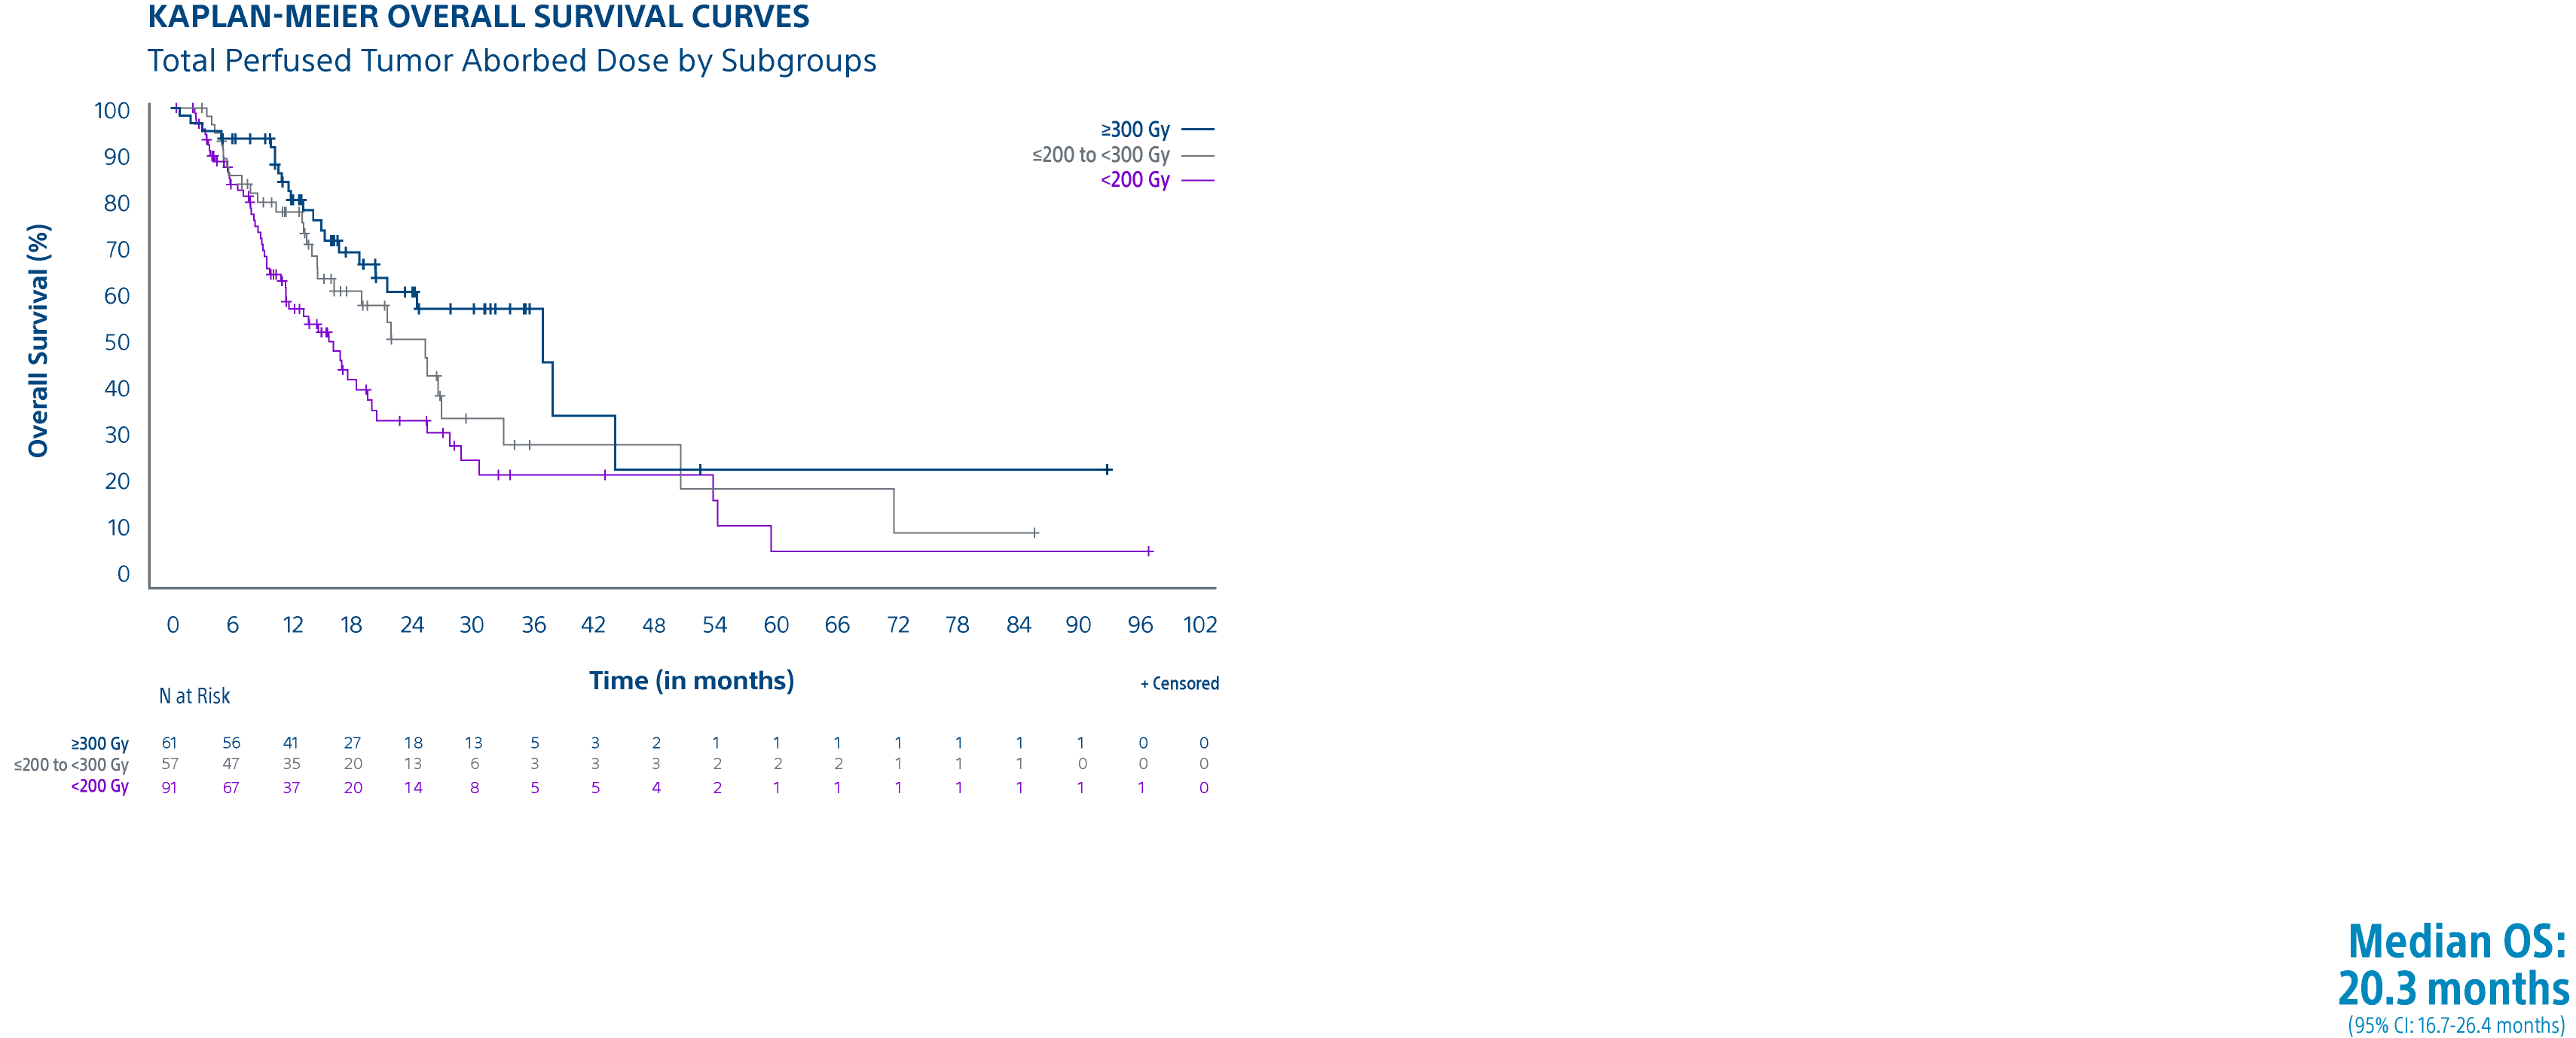 KAPLAN-MEIER OVERALL SURVIVAL CURVES
Total Perfused Tumor Aborbed Dose by Subgroups
Overall Survival (%)
100
90
80
70
60
50
40
30
20
10
0
≥300 Gy
≤200 to <300 Gy
<200 Gy
0 6 12 18 24 30 36 42 48 54 60 66 72 78 84 90 96 102
Time (in months)
+ Censored
N at Risk
≥300 Gy 61 56 41 27 18 13 5 3 2 1 1 1 1 1 1 1 0 0
≤200 to <300 Gy 57 47 35 20 13 6 3 3 3 2 2 2 1 1 1 0 0 0
<200 Gy 91 67 37 20 14 8 5 5 4 2 1 1 1 1 1 1 1 0
Median OS:
20.3 months
(95% CI: 16.7-26.4 months)